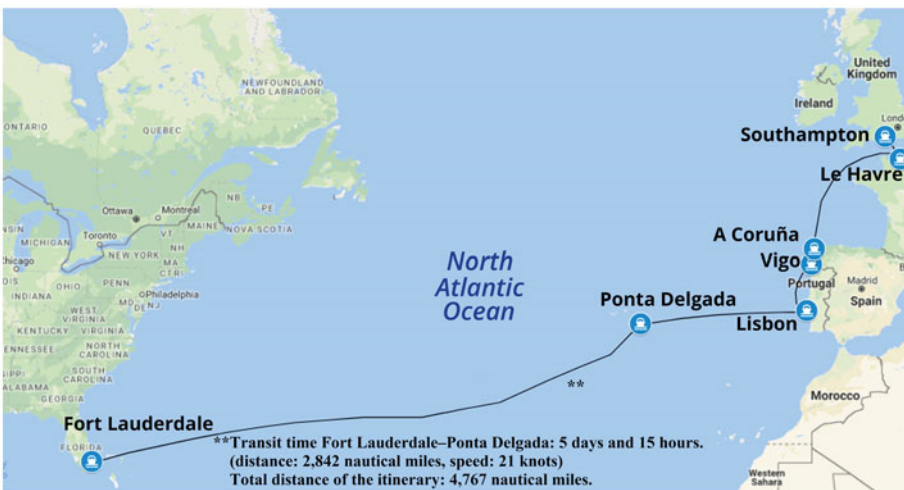 NEWFOUNDLAND
AND LABRADOR
United
Kingdom
Ireland
ONTARIO
QUEBEC
Southampton
Le Havre
Ottawa
Montreal
NB
PE
MAINE
NOVA SCOTIA
Toronto
VT
NH
MICHIGAN
NEW YORK
MA
CT RI
Chicago
PENN
OHIO
INDIANA
MD
DE
NJ
Philadelphia
WEST
VIRGINIA
KENTUCKY
VIRGINIA
TENNESSEE
NORTH
CAROLINA
SOUTH
CAROLINA
ALABAMA
GEORGIA
A Coruña
Vigo
Portugal
Madrid
Spain
North
Atlantic
Ocean
Ponta Delgada
Lisbon
**
Morocco
Fort Lauderdale
FLORIDA
**Transit time Fort Lauderdale–Ponta Delgada: 5 days and 15 hours.
(distance: 2,842 nautical miles, speed: 21 knots)
Total distance of the itinerary: 4,767 nautical miles.
Western
Sahara